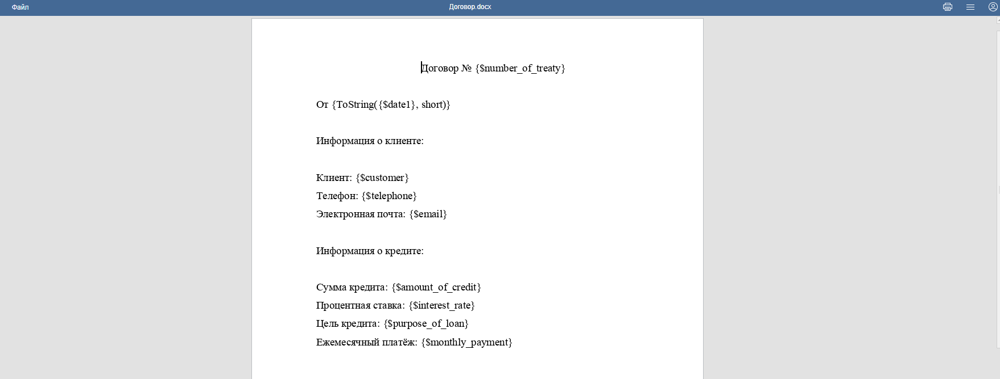 Файл
Договор.docx
Договор № {$number_of_treaty}
От {ToString({$date1}, short)}
Информация о клиенте:
Клиент: {$customer}
Телефон: {$telephone}
Электронная почта: {$email}
Информация о кредите:
Сумма кредита: {$amount_of_credit}
Процентная ставка: {$interest_rate}
Цель кредита: {$purpose_of_loan}
Ежемесячный платёж: {$monthly_payment}